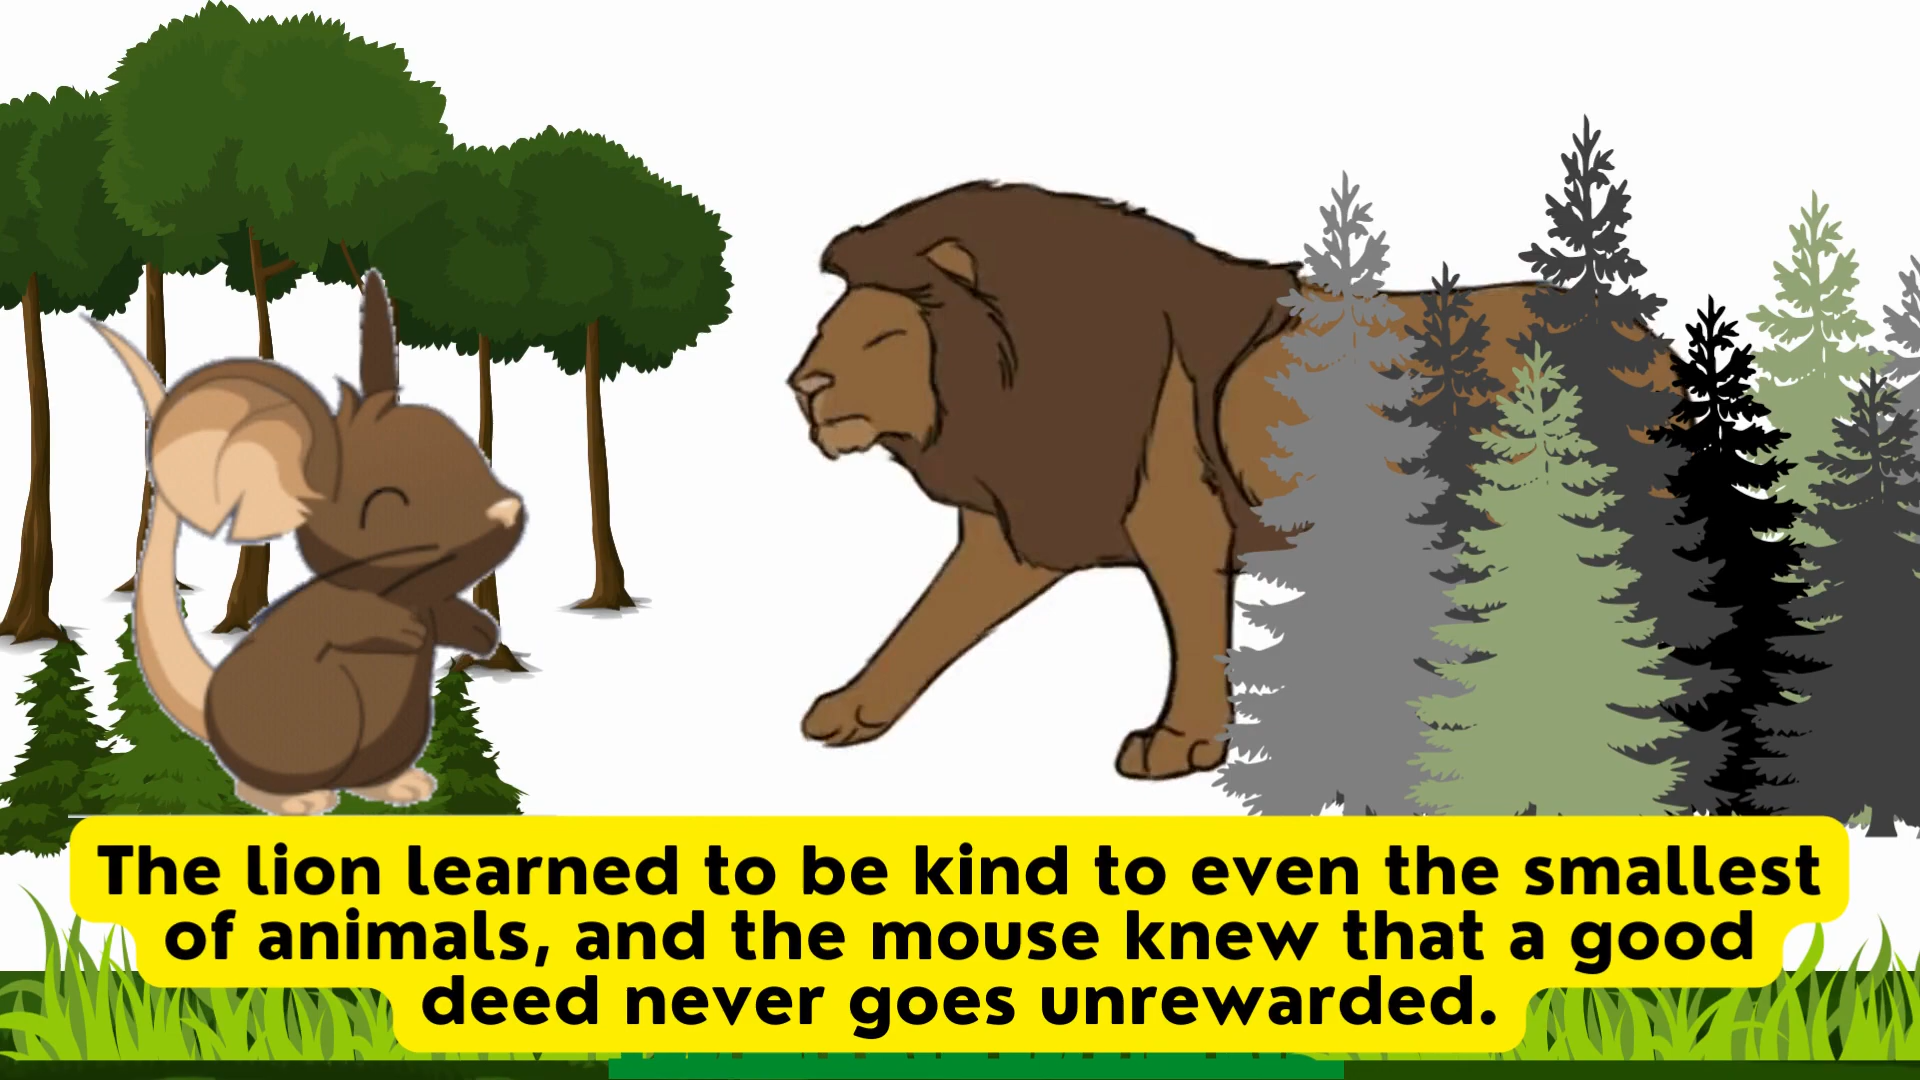 The lion learned to be kind to even the smallest
of animals, and the mouse knew that a good
deed never goes unrewarded.